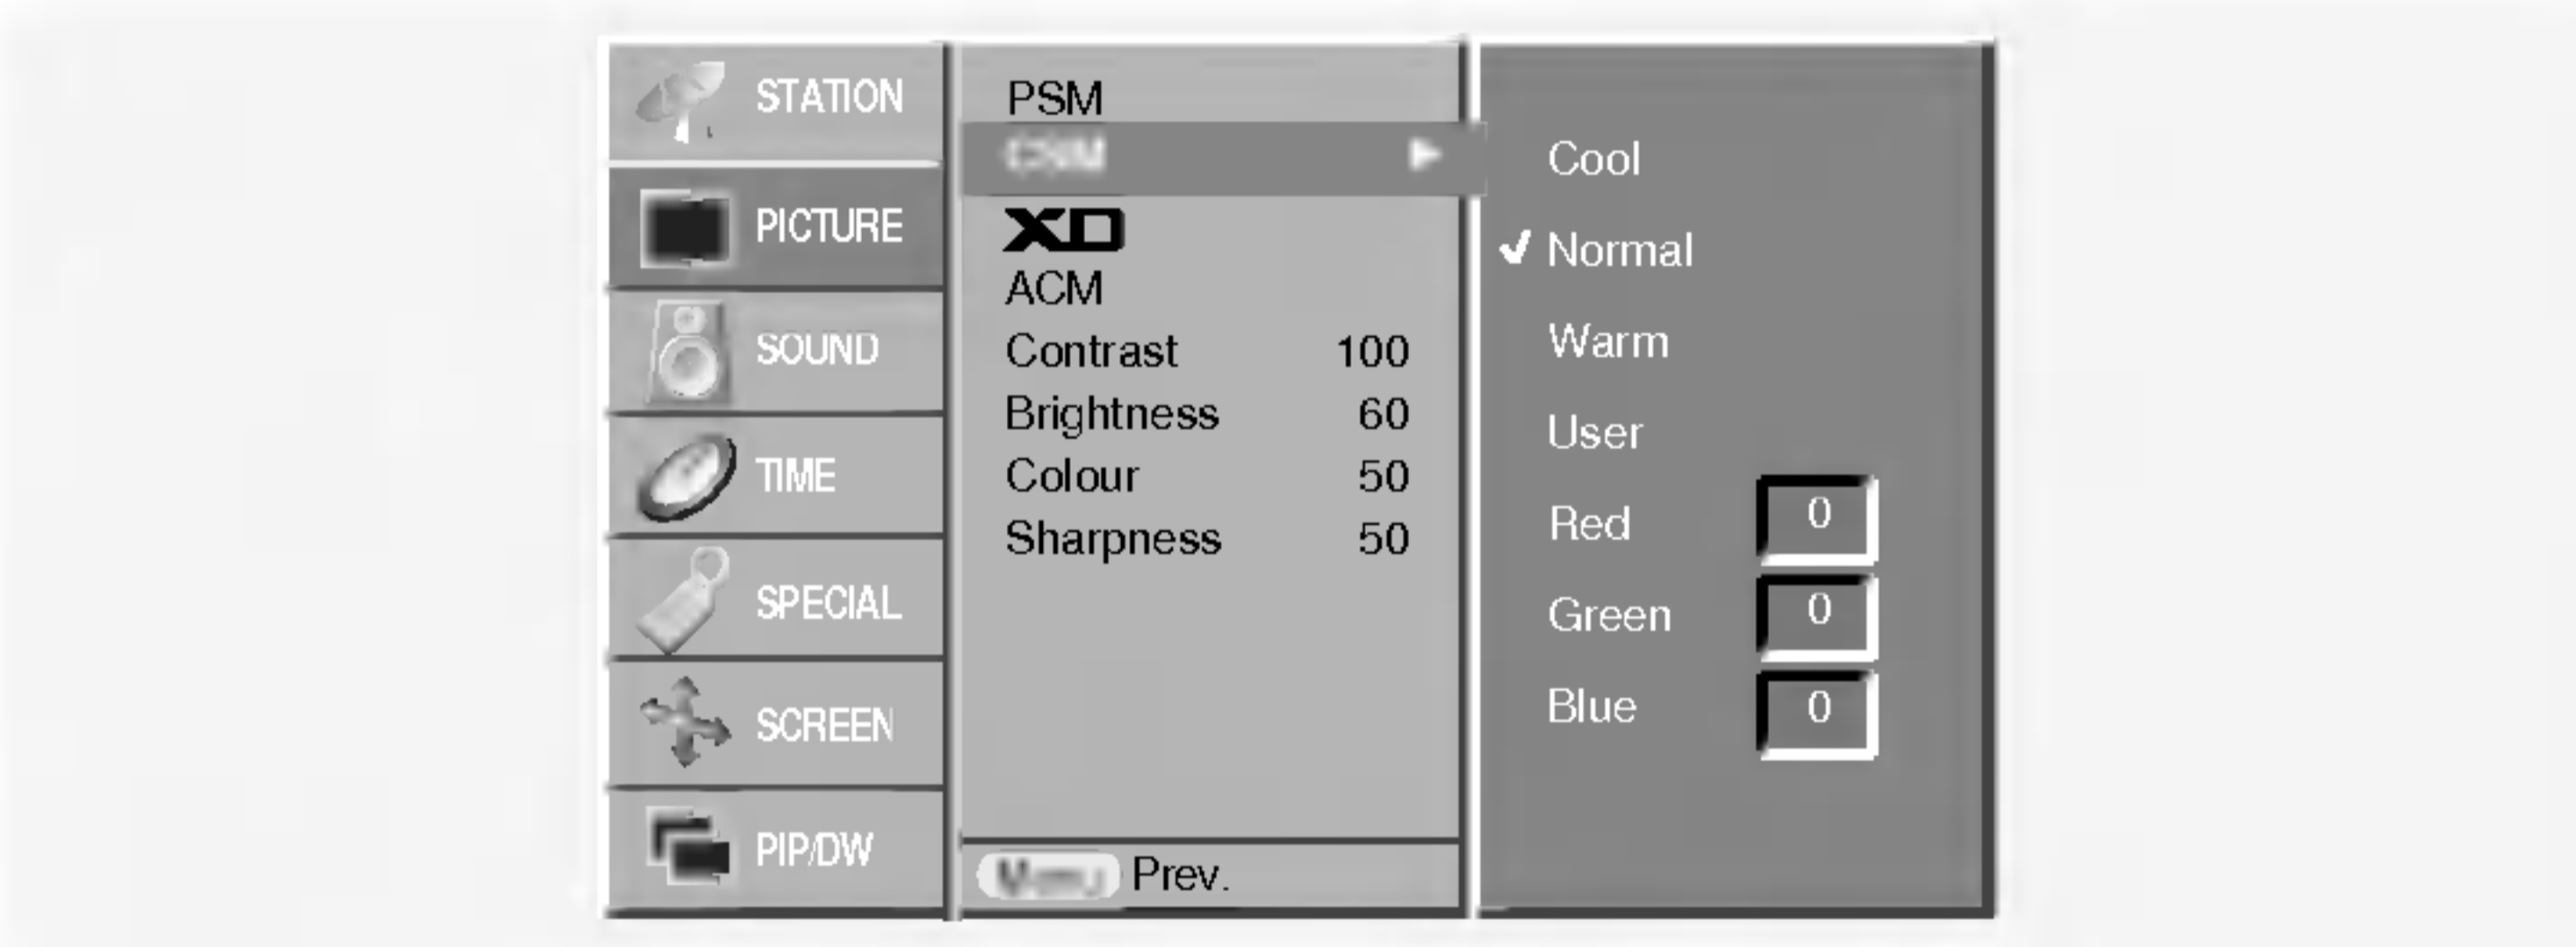 STATION
PICTURE
SOUND
TIME
SPECIAL
SCREEN
PIP/DW
PSM
XD
ACM
Contrast 100
Brightness 60
Colour 50
Sharpness 50
Prev.
Cool
Normal
Warm
User
Red 0
Green 0
Blue 0